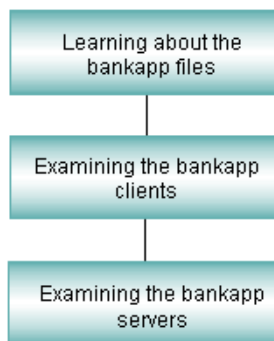 Learning about the
bankapp files
Examining the bankapp
clients
Examining the bankapp
servers